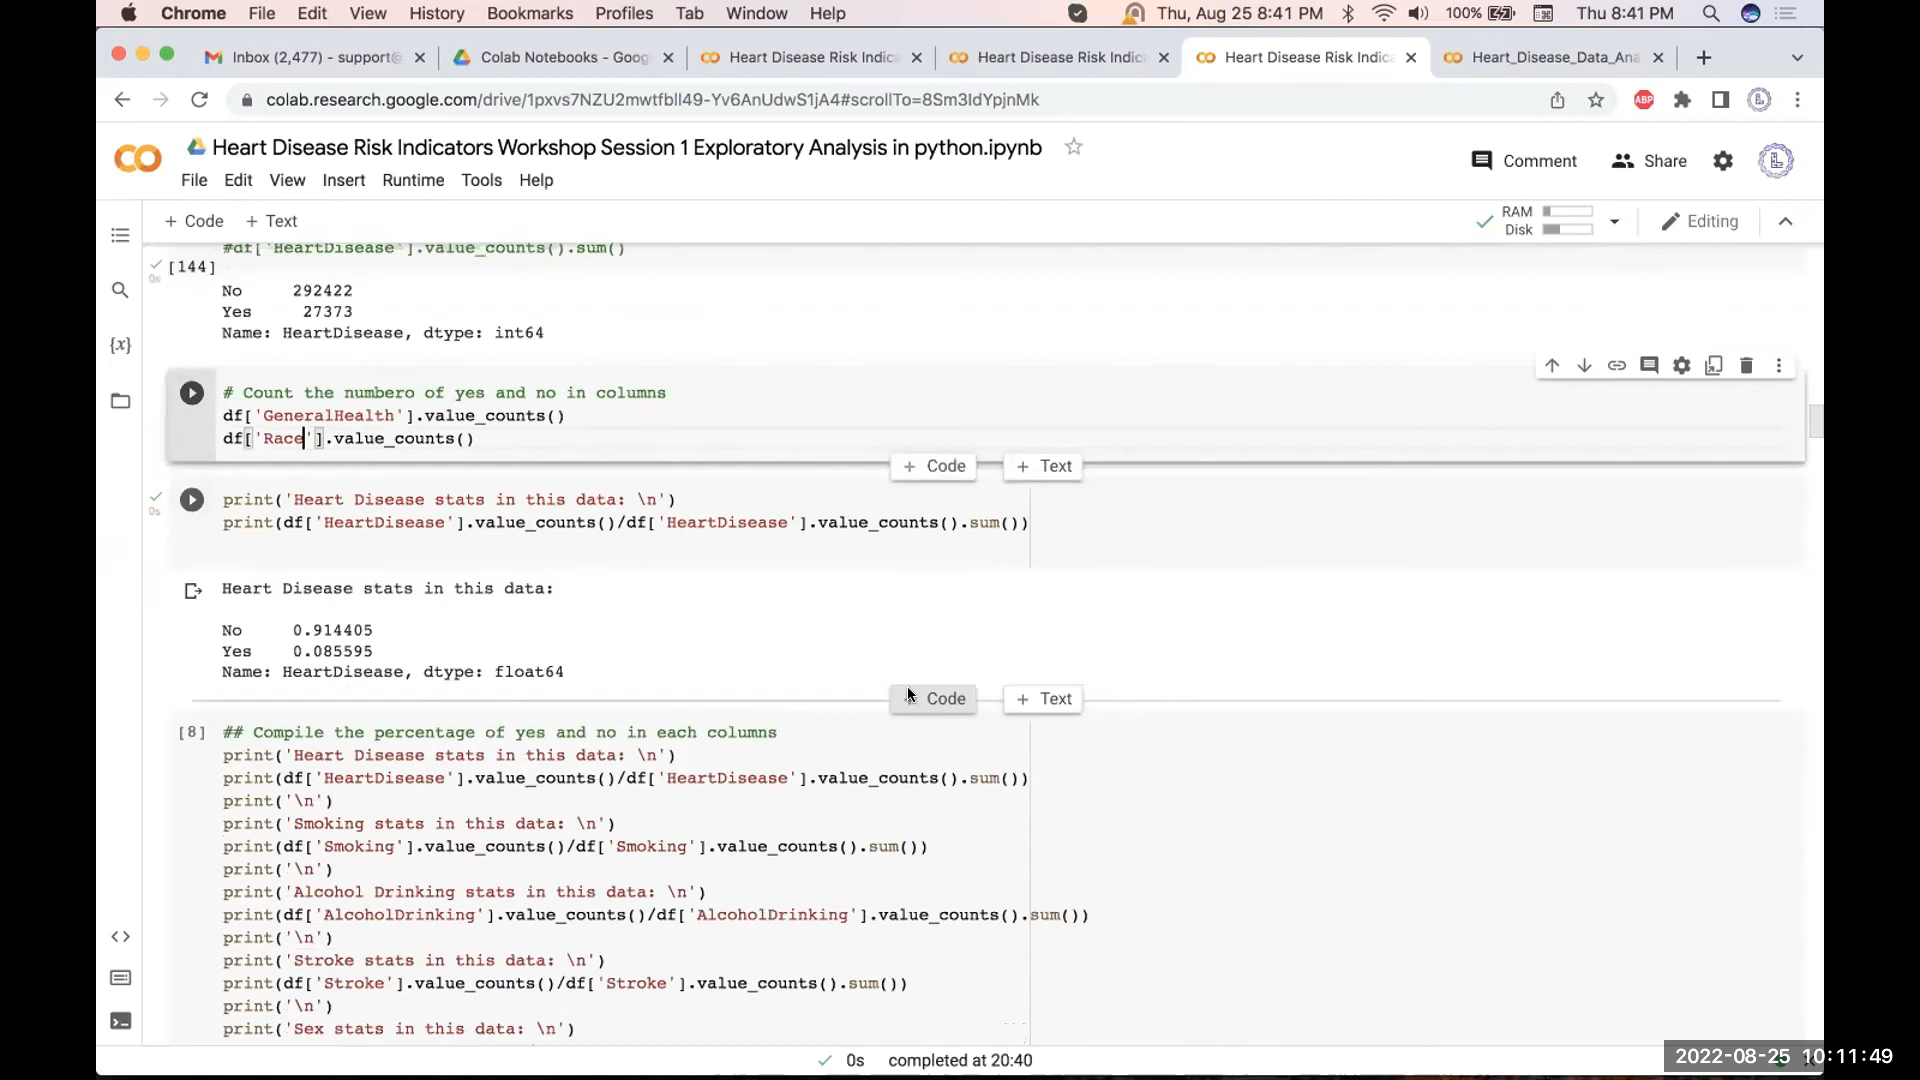 Chrome File Edit View History Bookmarks Profiles Tab Window Help Thu, Aug 25 8:41 PM 100% Thu 8:41 PM
Inbox (2,477) - support@ Colab Notebooks - Goog Heart Disease Risk Indic Heart Disease Risk Indic Heart Disease Risk Indic Heart_Disease_Data_Ana
colab.research.google.com/drive/1pxvs7NZU2mwtfbll49-Yv6AnUdwS1jA4#scrollTo=8Sm3IdYpjnMk ABP
Heart Disease Risk Indicators Workshop Session 1 Exploratory Analysis in python.ipynb
Comment Share
File Edit View Insert Runtime Tools Help
+ Code + Text RAM Disk Editing
#df['HeartDisease'].value_counts().sum()
[144]
0s
No 292422
Yes 27373
Name: HeartDisease, dtype: int64
{x}
# Count the numbero of yes and no in columns
df['GeneralHealth'].value_counts()
df['Race'].value_counts()
+ Code + Text
0s
print('Heart Disease stats in this data: \n')
print(df['HeartDisease'].value_counts()/df['HeartDisease'].value_counts().sum())
Heart Disease stats in this data:
No 0.914405
Yes 0.085595
Name: HeartDisease, dtype: float64
Code + Text
[8] ## Compile the percentage of yes and no in each columns
print('Heart Disease stats in this data: \n')
print(df['HeartDisease'].value_counts()/df['HeartDisease'].value_counts().sum())
print('\n')
print('Smoking stats in this data: \n')
print(df['Smoking'].value_counts()/df['Smoking'].value_counts().sum())
print('\n')
print('Alcohol Drinking stats in this data: \n')
print(df['AlcoholDrinking'].value_counts()/df['AlcoholDrinking'].value_counts().sum())
print('\n')
print('Stroke stats in this data: \n')
print(df['Stroke'].value_counts()/df['Stroke'].value_counts().sum())
print('\n')
print('Sex stats in this data: \n')
0s completed at 20:40
2022-08-25 10:11:49